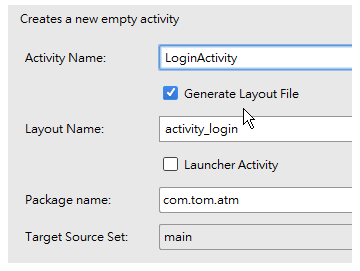 Creates a new empty activity
Activity Name: LoginActivity
Generate Layout File
Layout Name: activity_login
Launcher Activity
Package name: com.tom.atm
Target Source Set: main